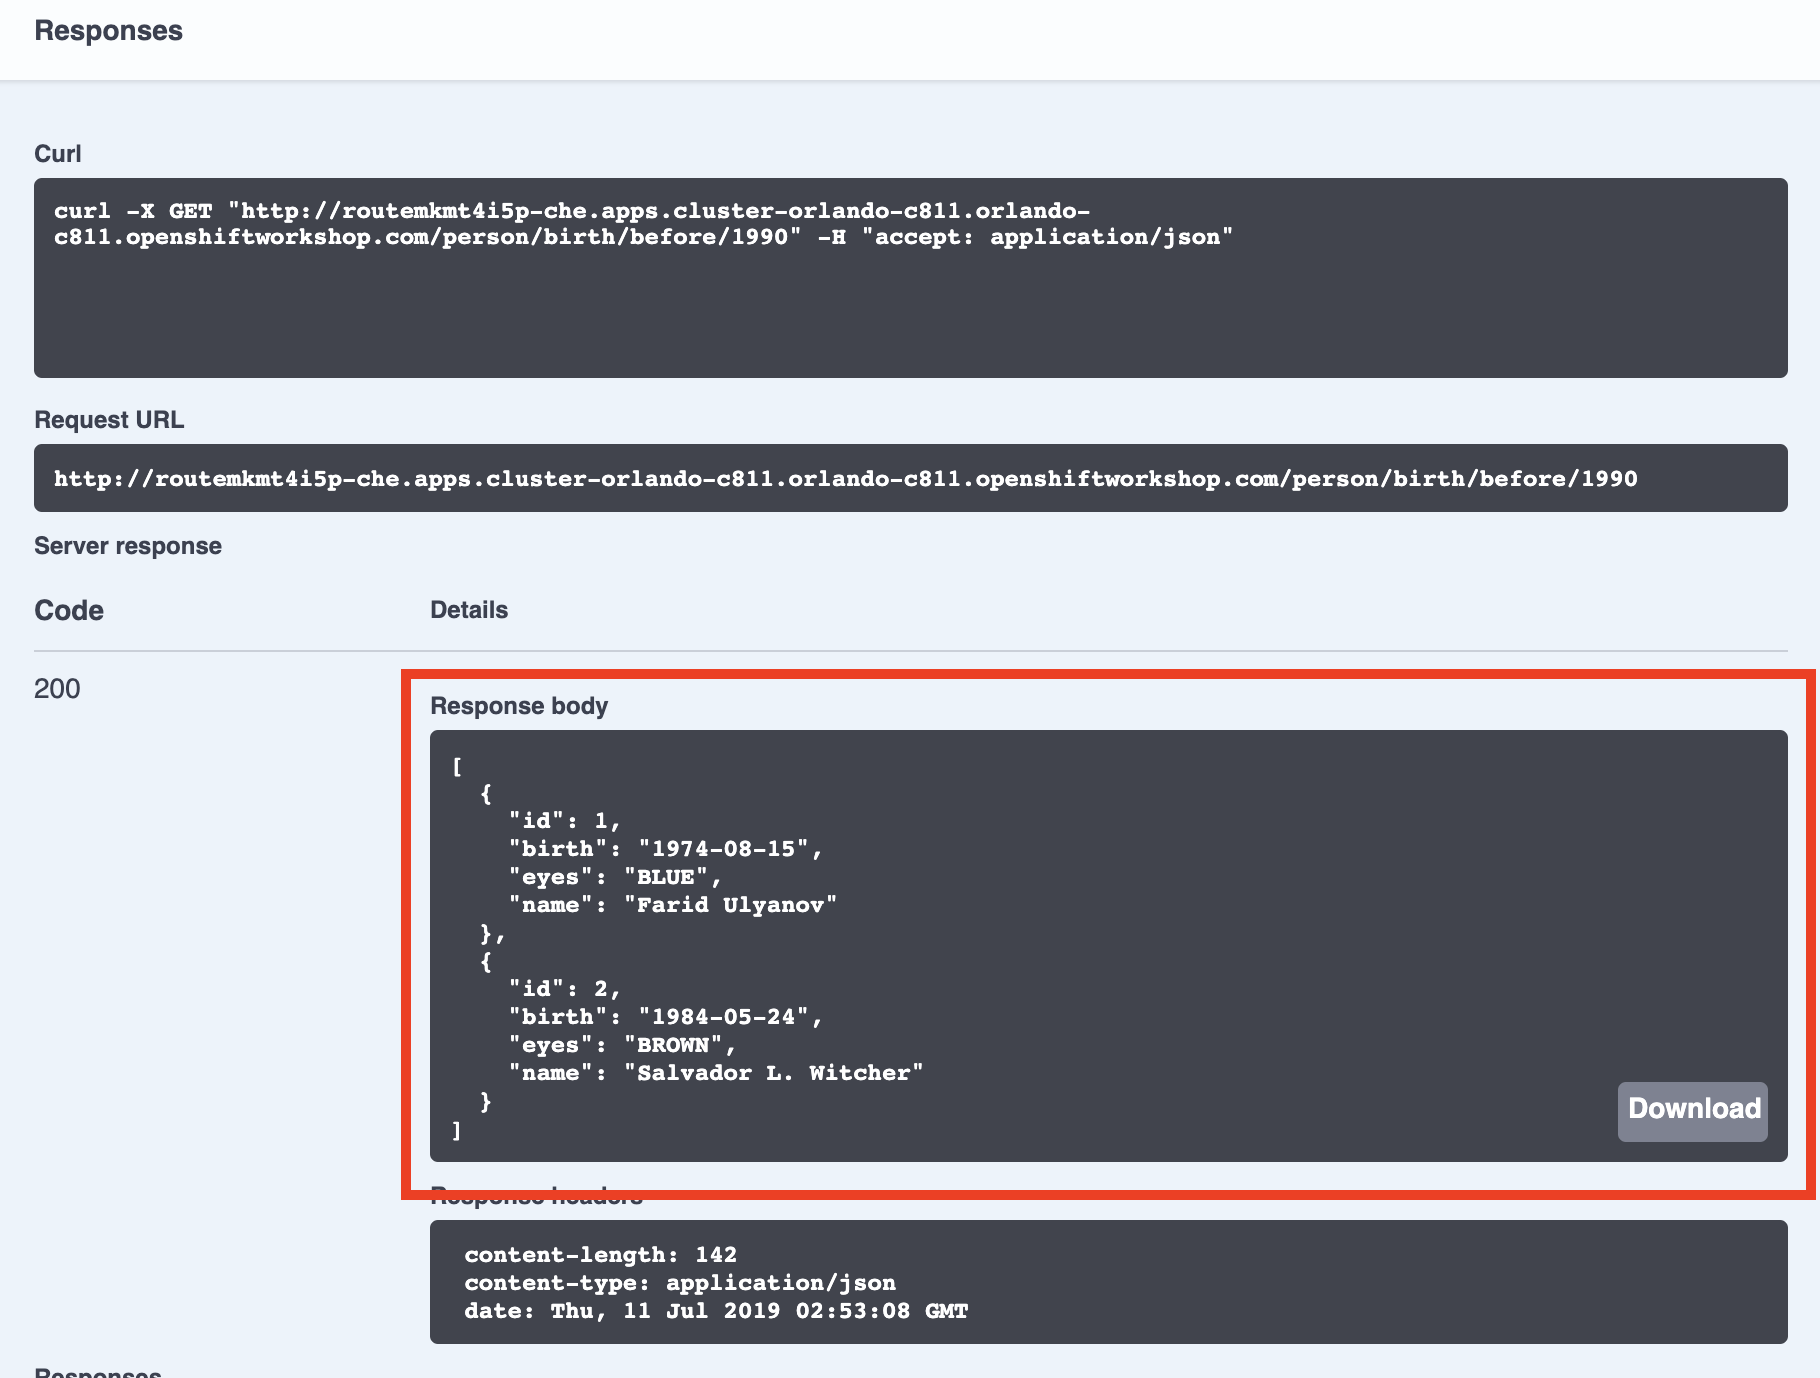 Responses
Curl
curl -X GET "http://routemkmt4i5p-che.apps.cluster-orlando-c811.orlando-
c811.openshiftworkshop.com/person/birth/before/1990" -H "accept: application/json"
Request URL
http://routemkmt4i5p-che.apps.cluster-orlando-c811.orlando-c811.openshiftworkshop.com/person/birth/before/1990
Server response
Code Details
200
Response body
[
  {
    "id": 1,
    "birth": "1974-08-15",
    "eyes": "BLUE",
    "name": "Farid Ulyanov"
  },
  {
    "id": 2,
    "birth": "1984-05-24",
    "eyes": "BROWN",
    "name": "Salvador L. Witcher"
  }
]
Download
Response headers
content-length: 142
content-type: application/json
date: Thu, 11 Jul 2019 02:53:08 GMT
Responses